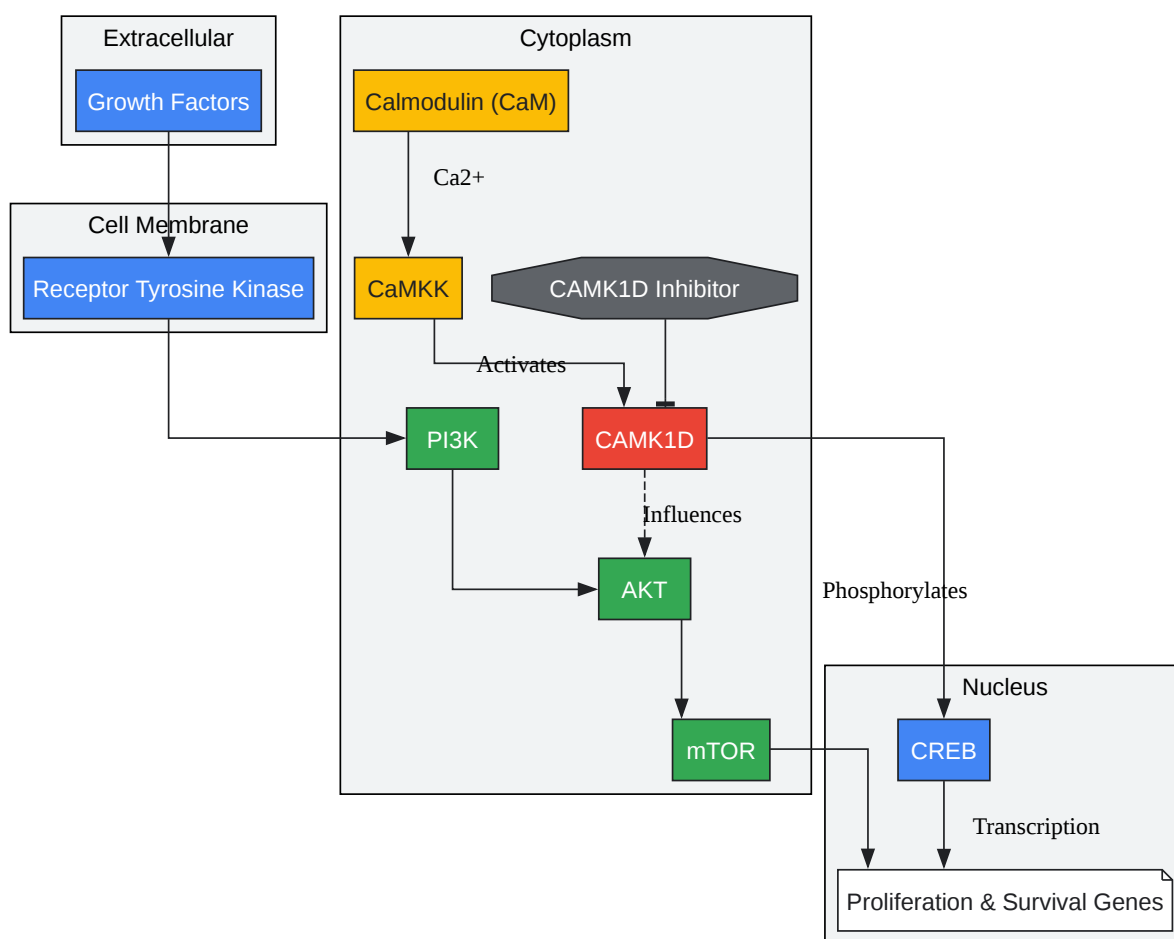 Extracellular
Growth Factors
Cell Membrane
Receptor Tyrosine Kinase
Cytoplasm
Calmodulin (CaM)
Ca2+
CaMKK
CAMK1D Inhibitor
Activates
PI3K
CAMK1D
Influences
AKT
Phosphorylates
mTOR
Nucleus
CREB
Transcription
Proliferation & Survival Genes